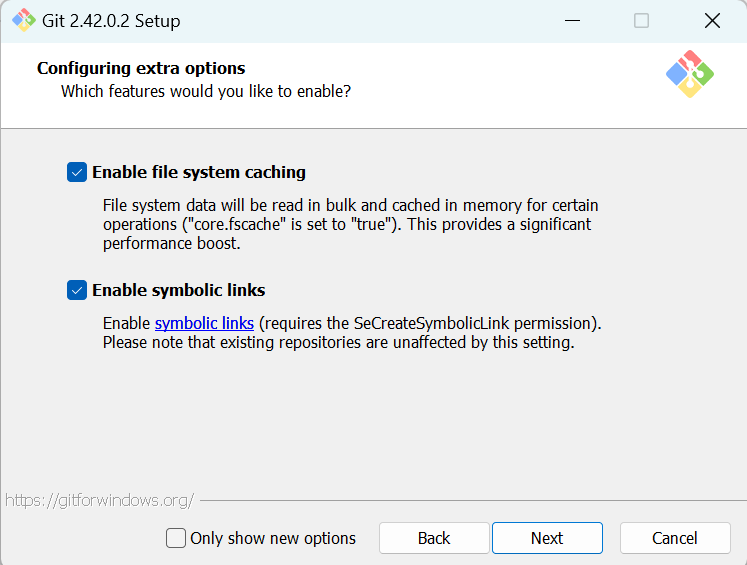 Git 2.42.0.2 Setup
Configuring extra options
Which features would you like to enable?
Enable file system caching
File system data will be read in bulk and cached in memory for certain
operations ("core.fscache" is set to "true"). This provides a significant
performance boost.
Enable symbolic links
Enable symbolic links (requires the SeCreateSymbolicLink permission).
Please note that existing repositories are unaffected by this setting.
https://gitforwindows.org/
Only show new options
Back
Next
Cancel